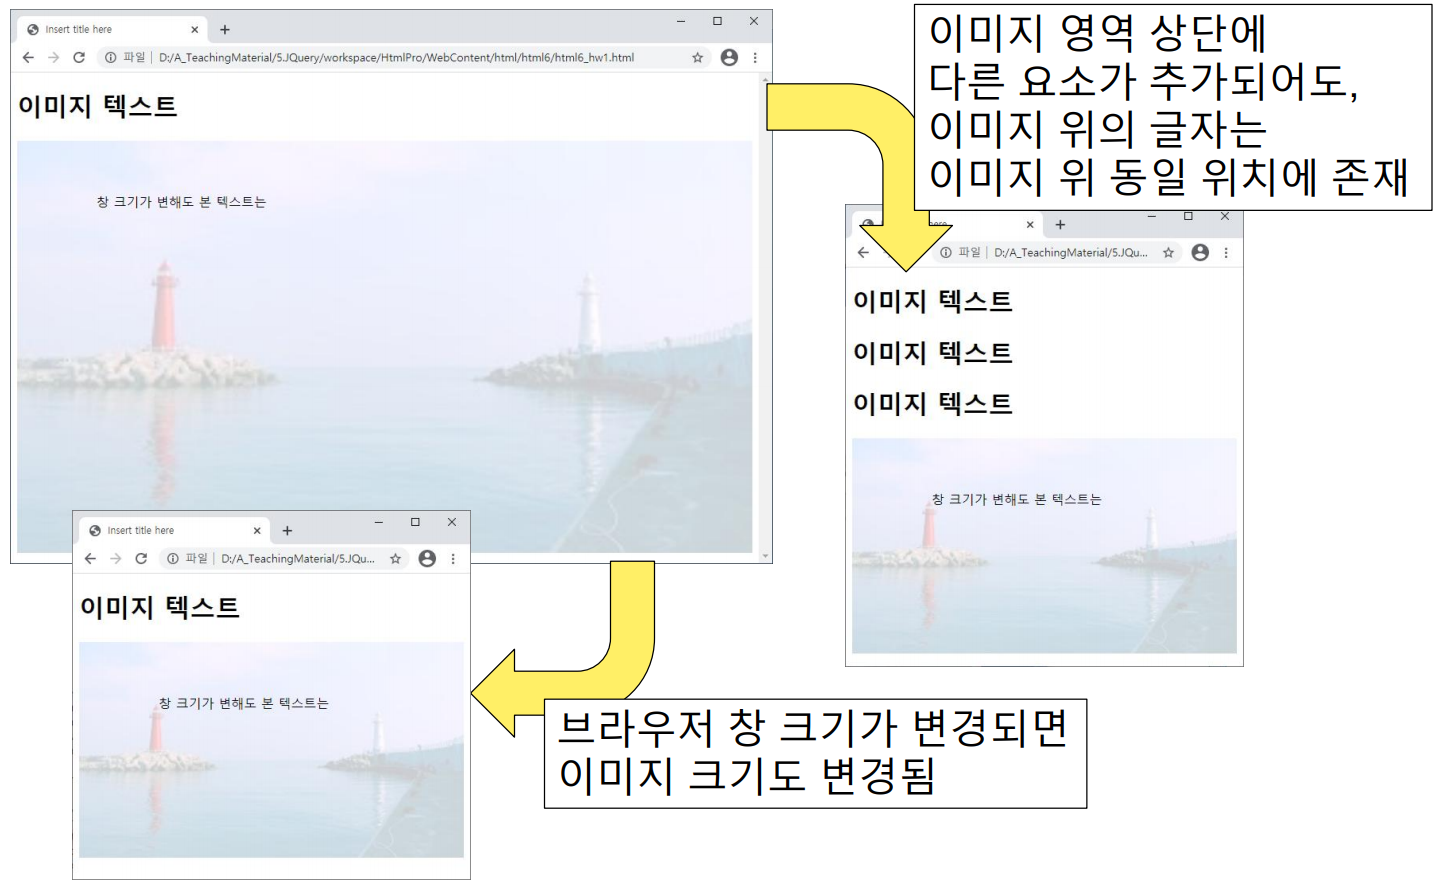 Insert title here
파일 | D:/A_TeachingMaterial/5.JQuery/workspace/HtmlPro/WebContent/html/html6/html6_hw1.html
이미지 텍스트
창 크기가 변해도 본 텍스트는
이미지 영역 상단에
다른 요소가 추가되어도,
이미지 위의 글자는
이미지 위 동일 위치에 존재
here
파일 | D:/A_TeachingMaterial/5.JQu...
이미지 텍스트
이미지 텍스트
이미지 텍스트
창 크기가 변해도 본 텍스트는
Insert title here
파일 | D:/A_TeachingMaterial/5.JQu...
이미지 텍스트
창 크기가 변해도 본 텍스트는
브라우저 창 크기가 변경되면
이미지 크기도 변경됨